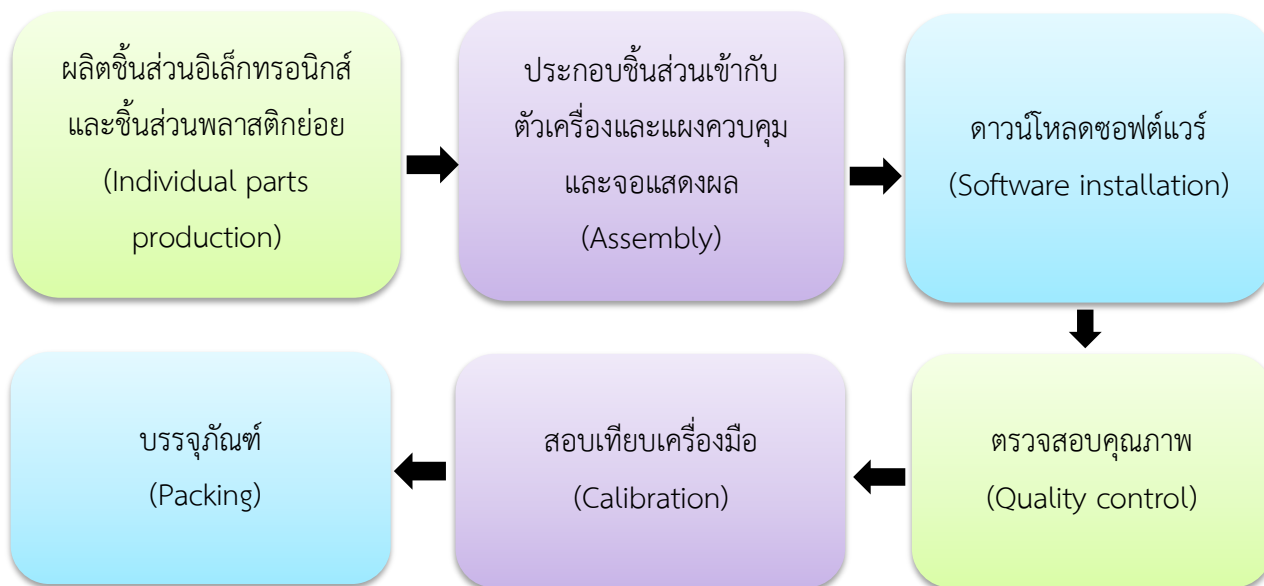 ผลิตชิ้นส่วนอิเล็กทรอนิกส์
และชิ้นส่วนพลาสติกย่อย
(Individual parts
production)
ประกอบชิ้นส่วนเข้ากับ
ตัวเครื่องและแผงควบคุม
และจอแสดงผล
(Assembly)
ดาวน์โหลดซอฟต์แวร์
(Software installation)
ตรวจสอบคุณภาพ
(Quality control)
สอบเทียบเครื่องมือ
(Calibration)
บรรจุภัณฑ์
(Packing)